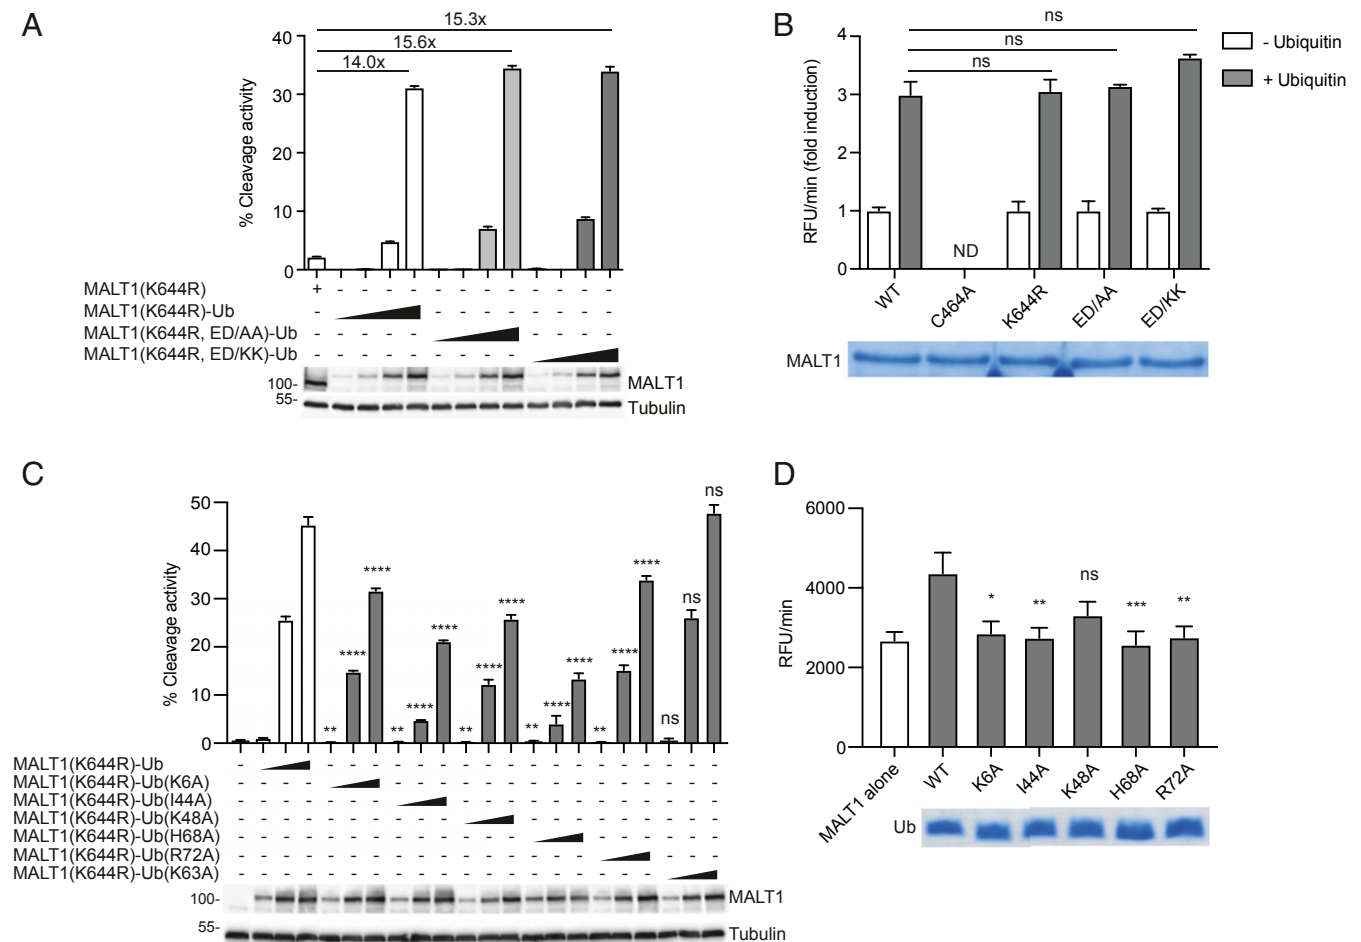 A
15.3x
15.6x
14.0x
40
30
20
10
0
% Cleavage activity
MALT1(K644R) + - - - - - - - - - - - -
MALT1(K644R)-Ub - - - - - - - - -
MALT1(K644R, ED/AA)-Ub - - - - - - - - -
MALT1(K644R, ED/KK)-Ub - - - - - - - - -
100-
MALT1
55-
Tubulin
B
ns
ns
ns
4
3
2
1
0
RFU/min (fold induction)
ND
WT
C464A
K644R
ED/AA
ED/KK
- Ubiquitin
+ Ubiquitin
MALT1
C
50
40
30
20
10
0
% Cleavage activity
** **** ****
** **** ****
** **** ****
** **** ****
** **** ****
ns ns ns
MALT1(K644R)-Ub - - - - - - - - - - - - - - - - - - -
MALT1(K644R)-Ub(K6A) - - - - - - - - - - - - - - - - - - -
MALT1(K644R)-Ub(I44A) - - - - - - - - - - - - - - - - - - -
MALT1(K644R)-Ub(K48A) - - - - - - - - - - - - - - - - - - -
MALT1(K644R)-Ub(H68A) - - - - - - - - - - - - - - - - - - -
MALT1(K644R)-Ub(R72A) - - - - - - - - - - - - - - - - - - -
MALT1(K644R)-Ub(K63A) - - - - - - - - - - - - - - - - - - -
100-
MALT1
55-
Tubulin
D
6000
4000
2000
0
RFU/min
* ** ns *** **
MALT1 alone
WT
K6A
I44A
K48A
H68A
R72A
Ub